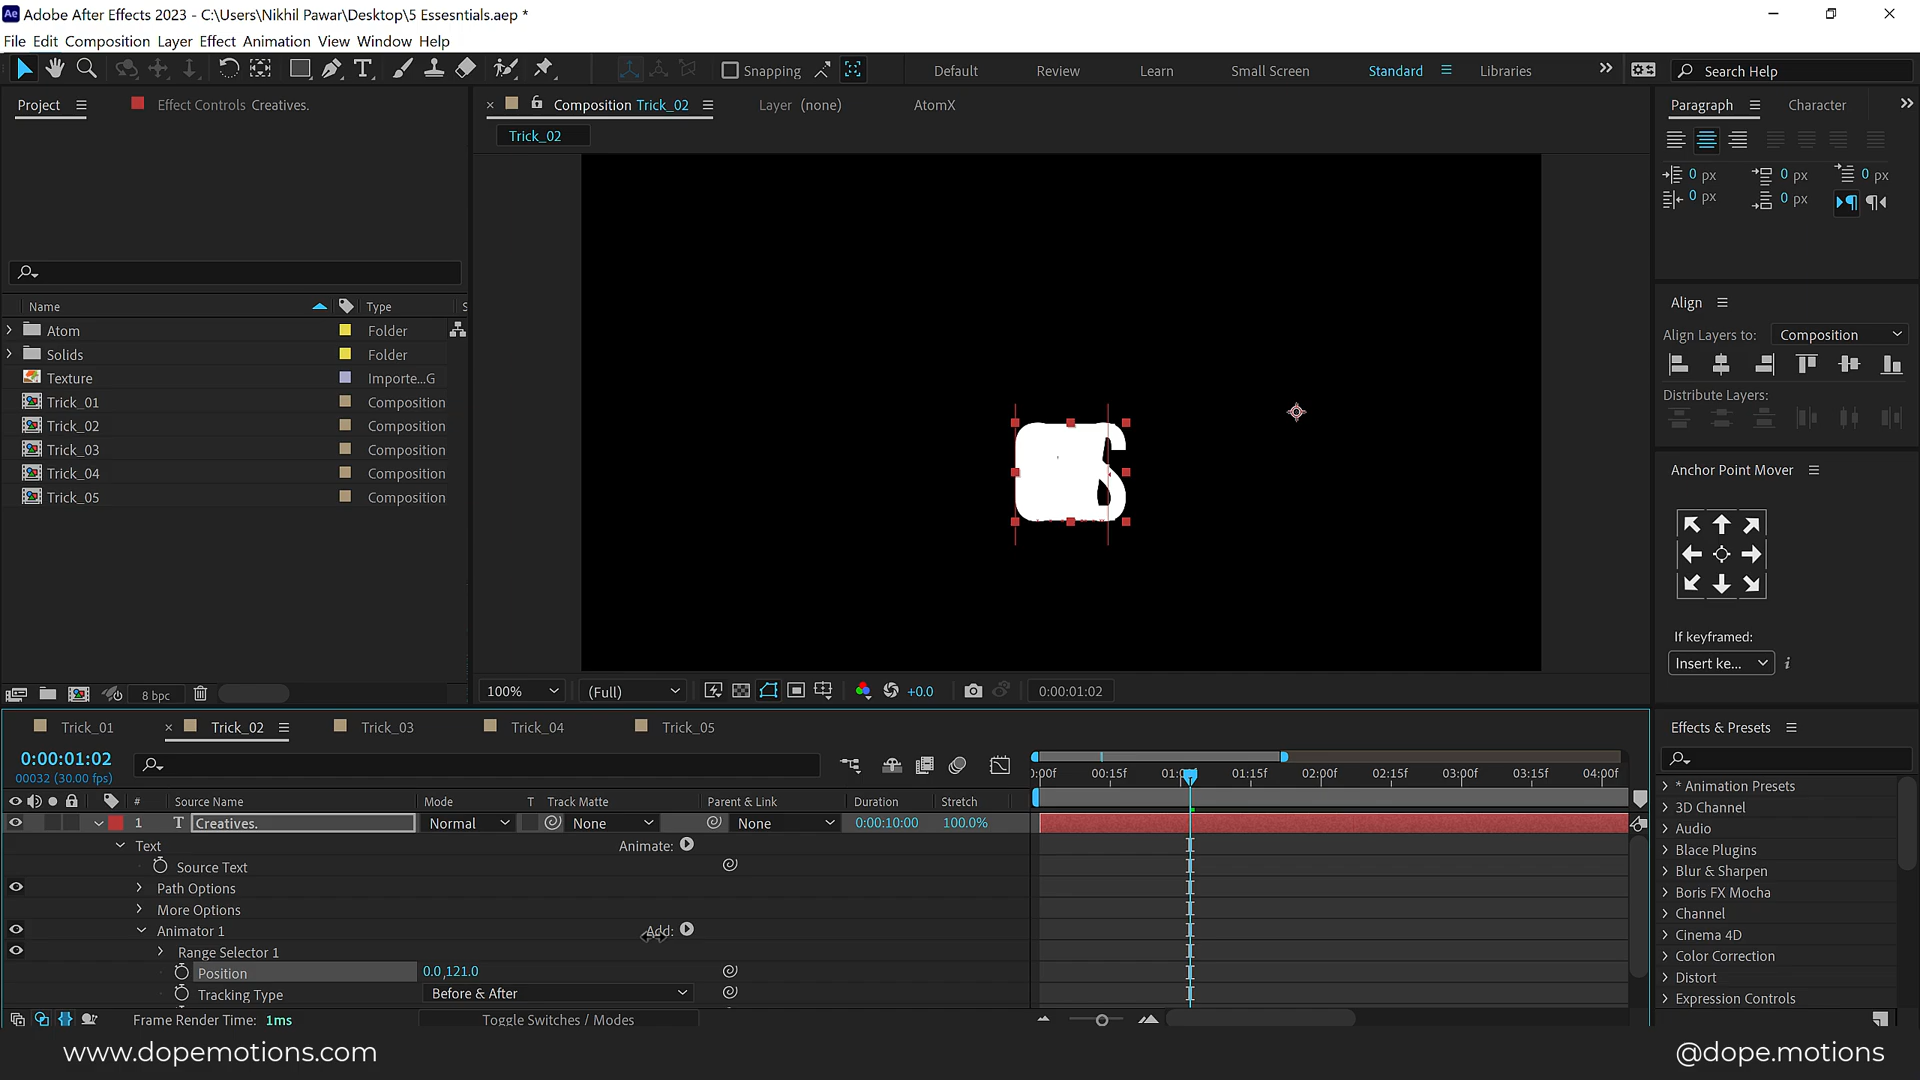 Adobe After Effects 2023 - C:\Users\Nikhil Pawar\Desktop\5 Essesntials.aep *
File Edit Composition Layer Effect Animation View Window Help
Snapping Default Review Learn Small Screen Standard Libraries Search Help
Project Effect Controls Creatives. Composition Trick_02 Layer (none) AtomX Paragraph Character
Trick_02
0 px 0 px 0 px
0 px 0 px
Name Type S
Atom Folder
Solids Folder
Texture Importe...G
Trick_01 Composition
Trick_02 Composition
Trick_03 Composition
Trick_04 Composition
Trick_05 Composition
Align
Align Layers to: Composition
Distribute Layers:
Anchor Point Mover
If keyframed:
Insert ke... i
8 bpc 100% (Full) +0.0 0:00:01:02
Trick_01 Trick_02 Trick_03 Trick_04 Trick_05
0:00:01:02
00032 (30.00 fps)
:00f 00:15f 01:0 01:15f 02:00f 02:15f 03:00f 03:15f 04:00f
# Source Name Mode T Track Matte Parent & Link Duration Stretch
1 T Creatives. Normal None None 0:00:10:00 100.0%
Text Animate:
Source Text
Path Options
More Options
Animator 1 Add:
Range Selector 1
Position 0.0,121.0
Tracking Type Before & After
Frame Render Time: 1ms Toggle Switches / Modes
Effects & Presets
* Animation Presets
3D Channel
Audio
Blace Plugins
Blur & Sharpen
Boris FX Mocha
Channel
Cinema 4D
Color Correction
Distort
Expression Controls
www.dopemotions.com @dope.motions